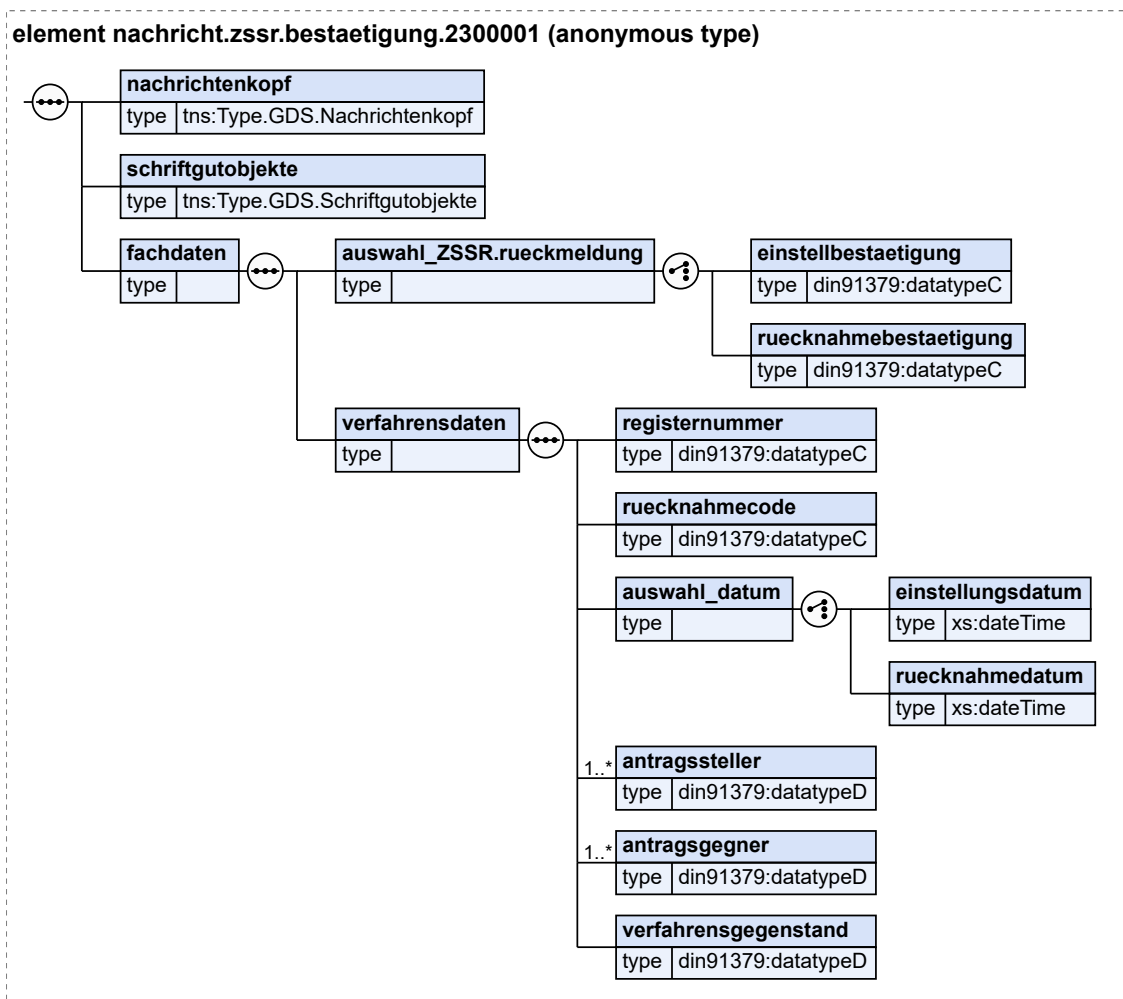 element nachricht.zssr.bestaetigung.2300001 (anonymous type)
nachrichtenkopf
type tns:Type.GDS.Nachrichtenkopf
schriftgutobjekte
type tns:Type.GDS.Schriftgutobjekte
fachdaten
type
auswahl_ZSSR.rueckmeldung
type
einstellbestaetigung
type din91379:datatypeC
ruecknahmebestaetigung
type din91379:datatypeC
verfahrensdaten
type
registernummer
type din91379:datatypeC
ruecknahmecode
type din91379:datatypeC
auswahl_datum
type
einstellungsdatum
type xs:dateTime
ruecknahmedatum
type xs:dateTime
1..* antragssteller
type din91379:datatypeD
1..* antragsgegner
type din91379:datatypeD
verfahrensgegenstand
type din91379:datatypeD